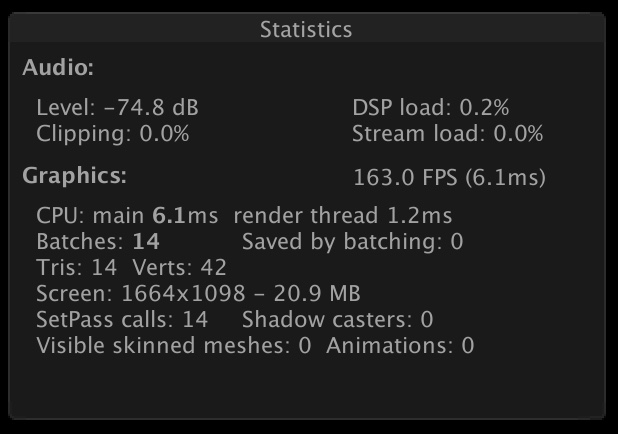 Statistics
Audio:
Level: -74.8 dB DSP load: 0.2%
Clipping: 0.0% Stream load: 0.0%
Graphics: 163.0 FPS (6.1ms)
CPU: main 6.1ms render thread 1.2ms
Batches: 14 Saved by batching: 0
Tris: 14 Verts: 42
Screen: 1664x1098 - 20.9 MB
SetPass calls: 14 Shadow casters: 0
Visible skinned meshes: 0 Animations: 0